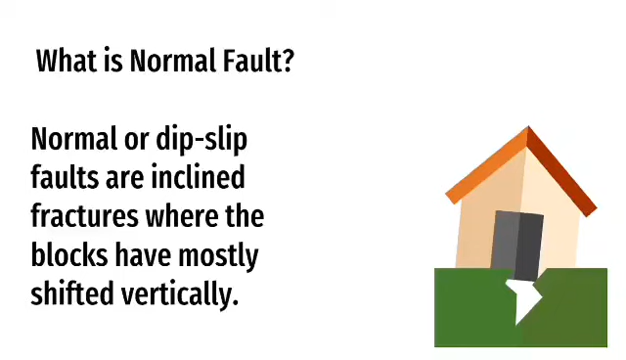 What is Normal Fault?
Normal or dip-slip
faults are inclined
fractures where the
blocks have mostly
shifted vertically.